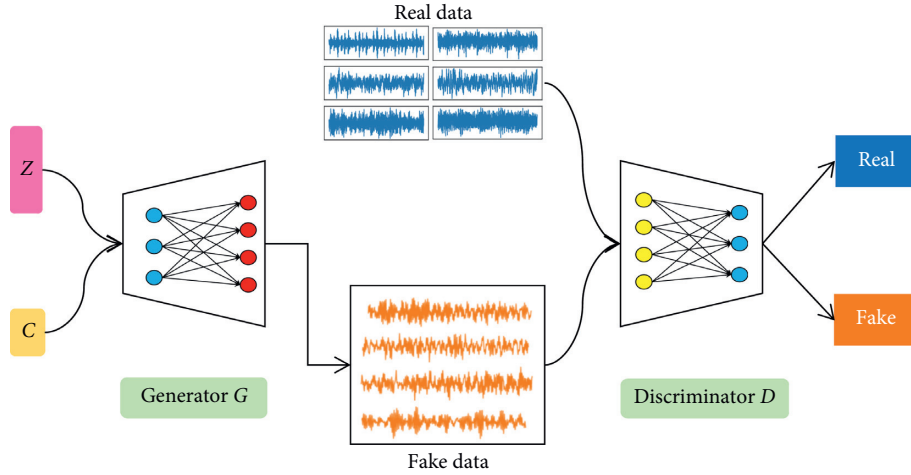 Real data
Z
C
Real
Fake
Generator G
Discriminator D
Fake data